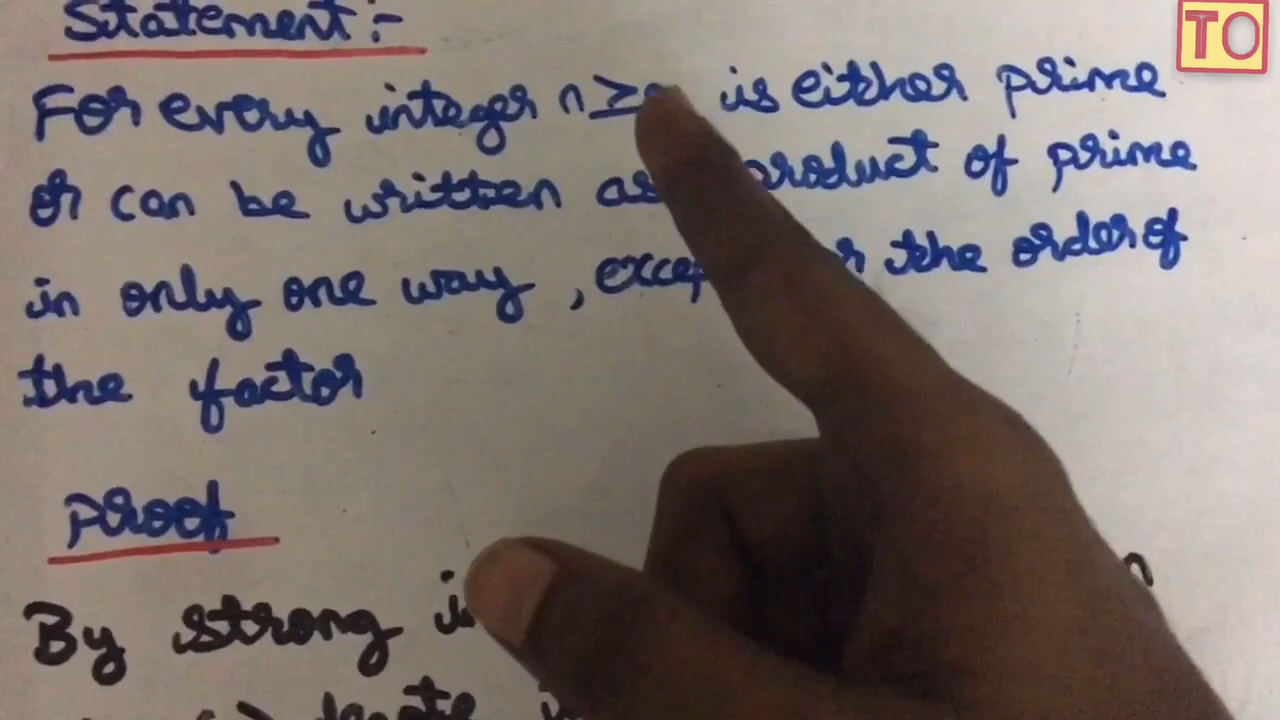 Statement:-
TO
For every integer n ≥ is either prime
or can be written as product of prime
in only one way, the order of
the factor
Proof
By strong n
denote